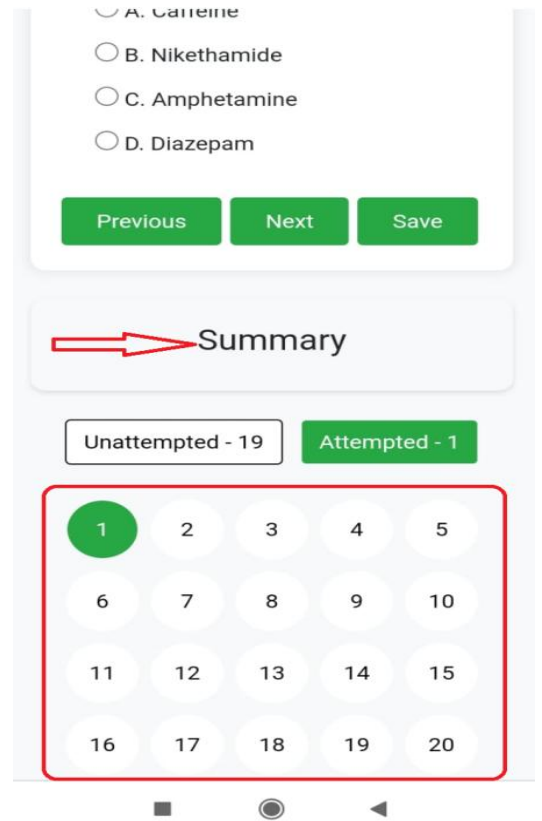 A. Caffeine
B. Nikethamide
C. Amphetamine
D. Diazepam
Previous Next Save
Summary
Unattempted - 19 Attempted - 1
1 2 3 4 5
6 7 8 9 10
11 12 13 14 15
16 17 18 19 20